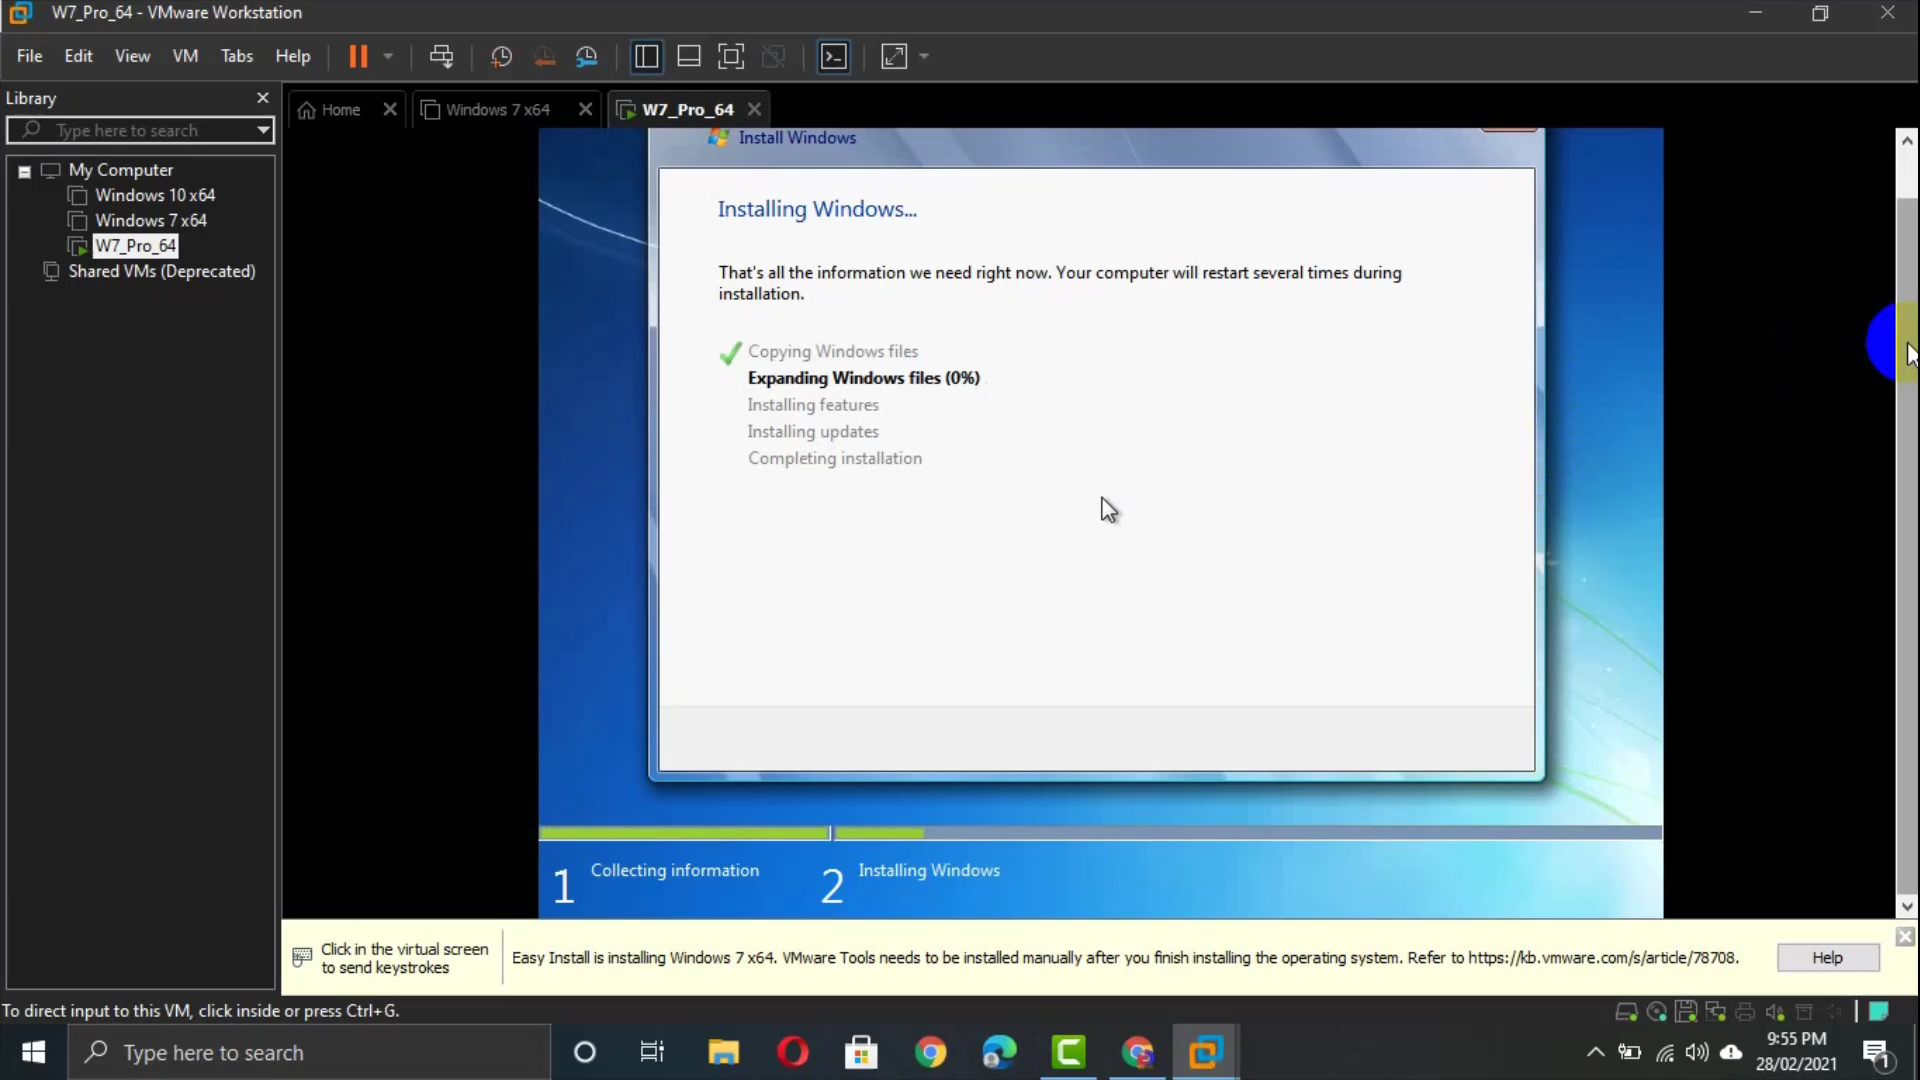 W7_Pro_64 - VMware Workstation
File Edit View VM Tabs Help
Library
Type here to search
My Computer
Windows 10 x64
Windows 7 x64
W7_Pro_64
Shared VMs (Deprecated)
Home
Windows 7 x64
W7_Pro_64
Install Windows
Installing Windows...
That's all the information we need right now. Your computer will restart several times during
installation.
Copying Windows files
Expanding Windows files (0%)
Installing features
Installing updates
Completing installation
1 Collecting information
2 Installing Windows
Click in the virtual screen
to send keystrokes
Easy Install is installing Windows 7 x64. VMware Tools needs to be installed manually after you finish installing the operating system. Refer to https://kb.vmware.com/s/article/78708.
Help
To direct input to this VM, click inside or press Ctrl+G.
Type here to search
9:55 PM
28/02/2021
1